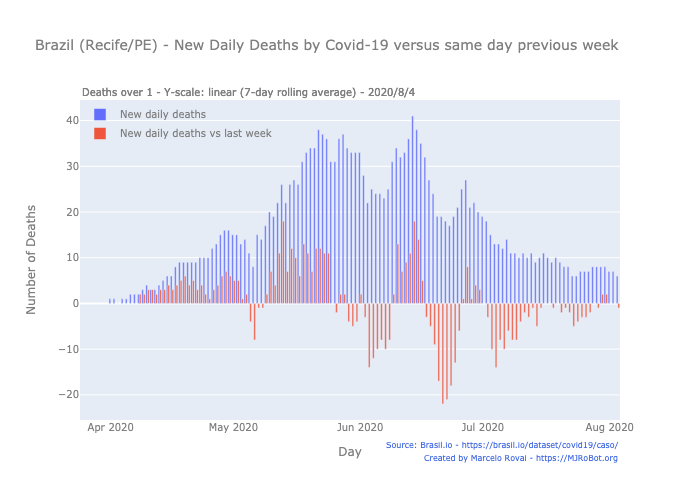 Brazil (Recife/PE) - New Daily Deaths by Covid-19 versus same day previous week
Deaths over 1 - Y-scale: linear (7-day rolling average) - 2020/8/4
New daily deaths
New daily deaths vs last week
Number of Deaths
40
30
20
10
0
−10
−20
Apr 2020
May 2020
Jun 2020
Jul 2020
Aug 2020
Day
Source: Brasil.io - https://brasil.io/dataset/covid19/caso/
Created by Marcelo Rovai - https://MJRoBot.org